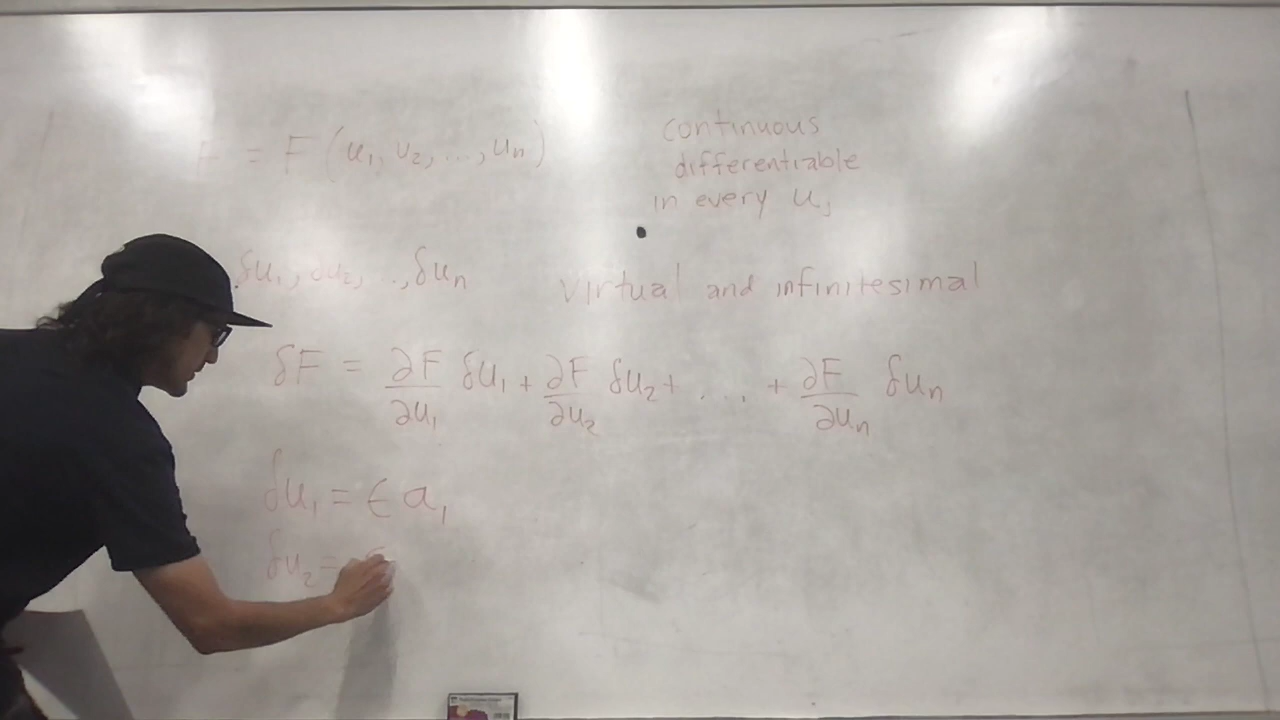 F = F(u₁, u₂, ..., uₙ)
continuous
differentiable
in every uⱼ
δu₁, δu₂, ..., δuₙ
virtual and infinitesimal
δF = ∂F/∂u₁ δu₁ + ∂F/∂u₂ δu₂ + .... + ∂F/∂uₙ δuₙ
δu₁ = ϵ a₁
δu₂ = ϵ